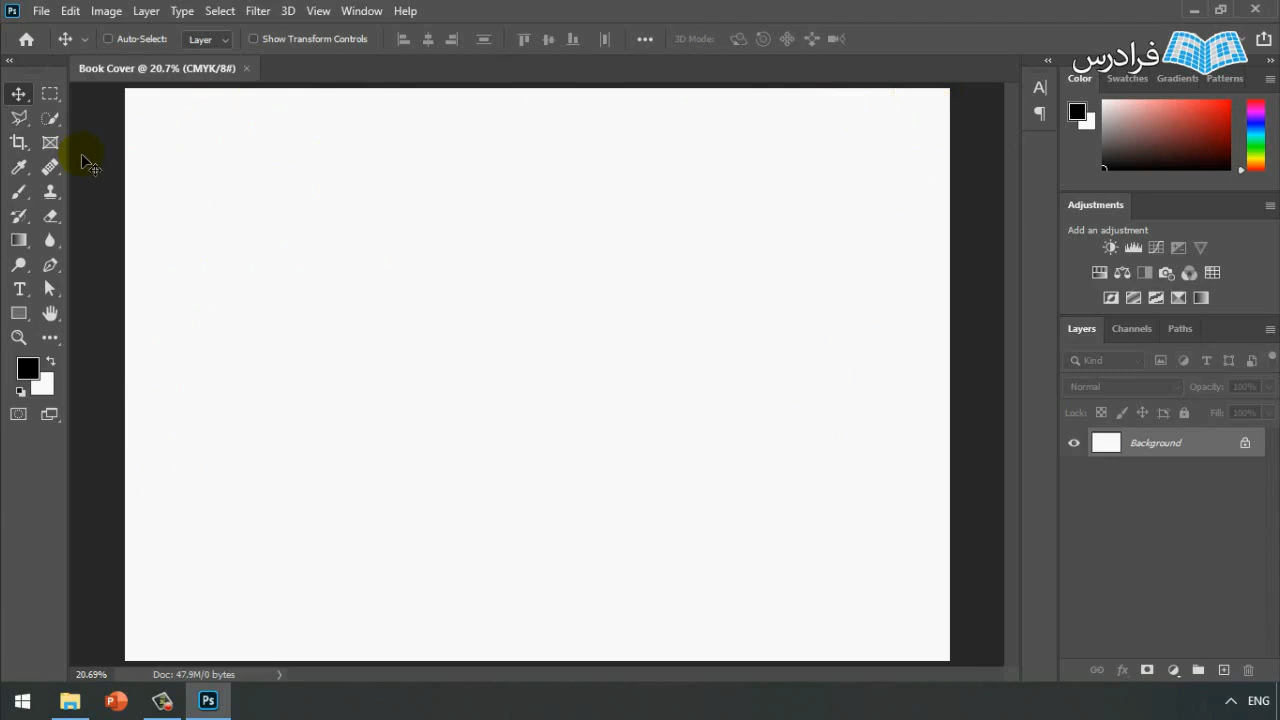 File Edit Image Layer Type Select Filter 3D View Window Help
Auto-Select: Layer Show Transform Controls 3D Mode:
فرادرس
Book Cover @ 20.7% (CMYK/8#)
Color Swatches Gradients Patterns
Adjustments
Add an adjustment
Layers Channels Paths
Kind
Normal Opacity: 100%
Lock: Fill: 100%
Background
20.69% Doc: 47.9M/0 bytes
Ps ENG